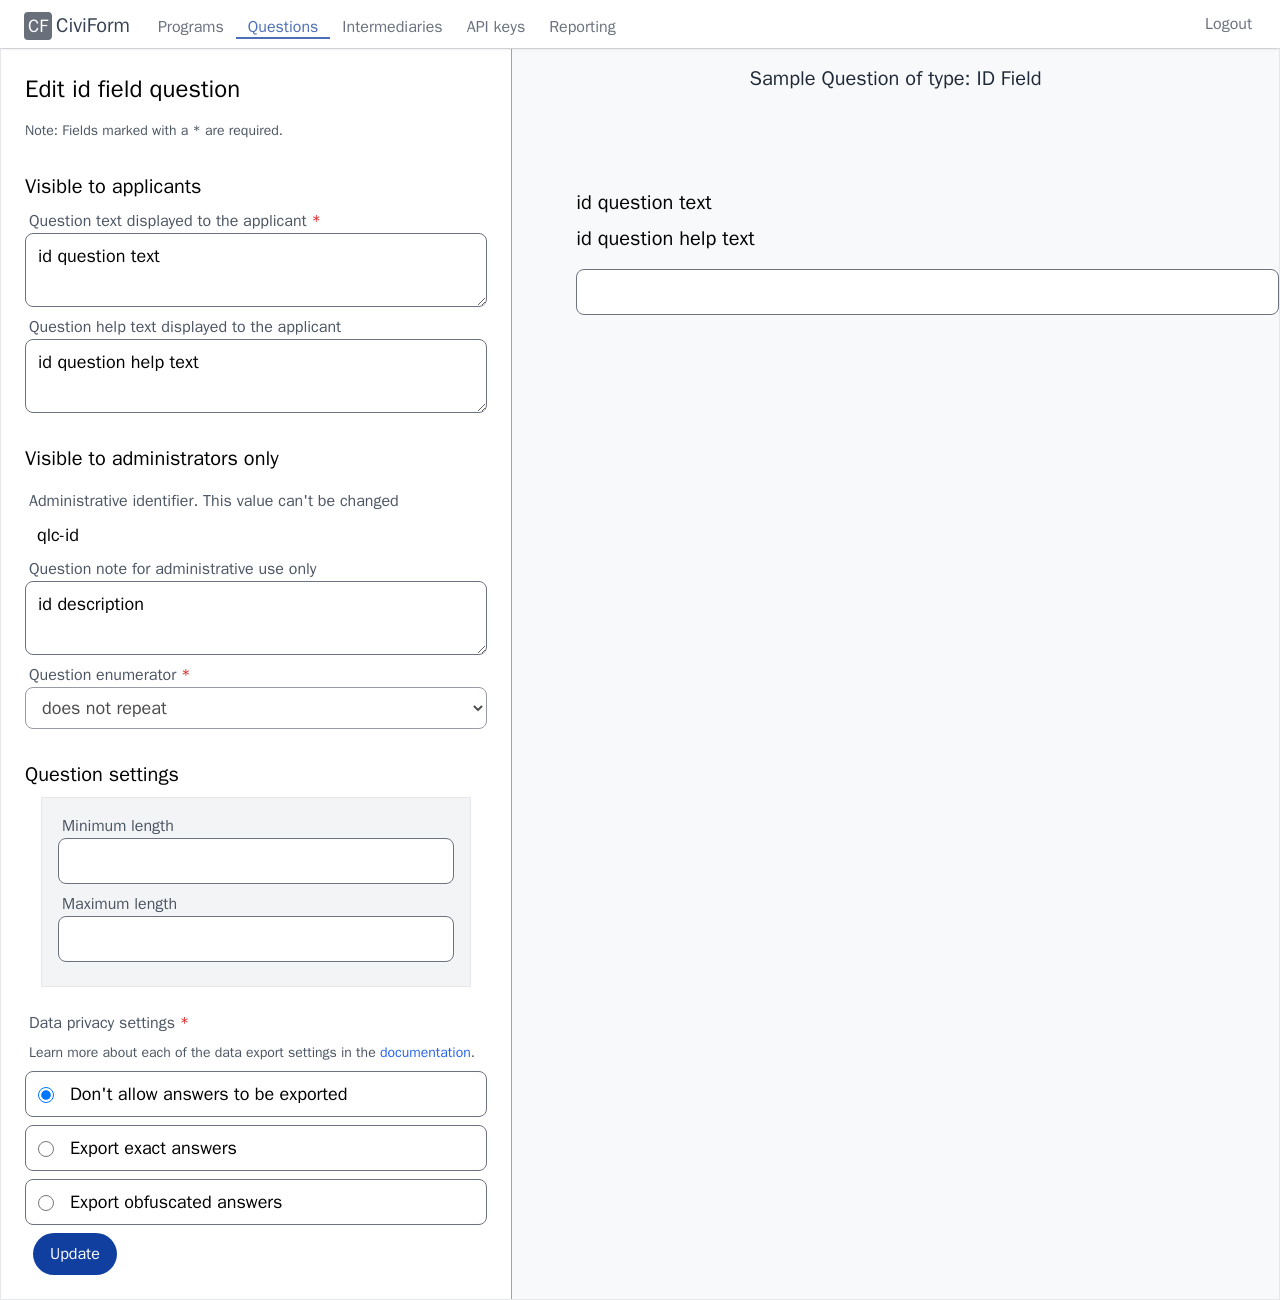 CF CiviForm Programs Questions Intermediaries API keys Reporting Logout
Edit id field question
Note: Fields marked with a * are required.
Visible to applicants
Question text displayed to the applicant *
id question text
Question help text displayed to the applicant
id question help text
Visible to administrators only
Administrative identifier. This value can't be changed
qlc-id
Question note for administrative use only
id description
Question enumerator *
does not repeat
Question settings
Minimum length
Maximum length
Data privacy settings *
Learn more about each of the data export settings in the documentation.
Don't allow answers to be exported
Export exact answers
Export obfuscated answers
Update
Sample Question of type: ID Field
id question text
id question help text